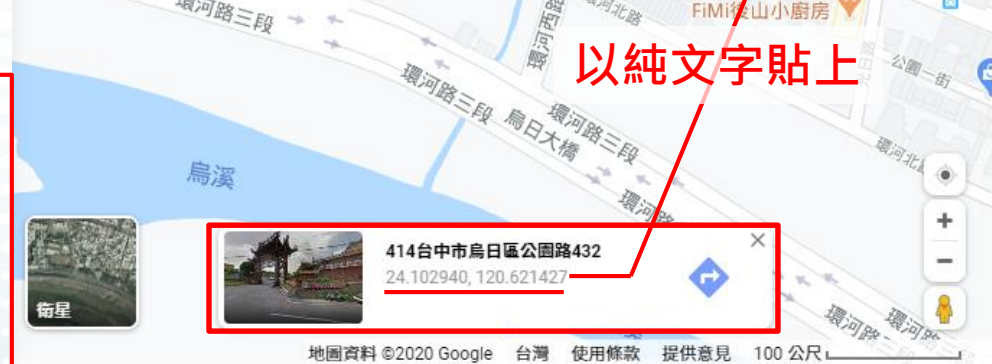 環河路三段
環河西路
環河北路
FiMi後山小廚房
以純文字貼上
公園一街
環河路三段
烏日大橋
環河路三段
環河北路
烏溪
環河路
414台中市烏日區公園路432
24.102940, 120.621427
衛星
環河路
環河路
地圖資料 ©2020 Google 台灣 使用條款 提供意見 100 公尺